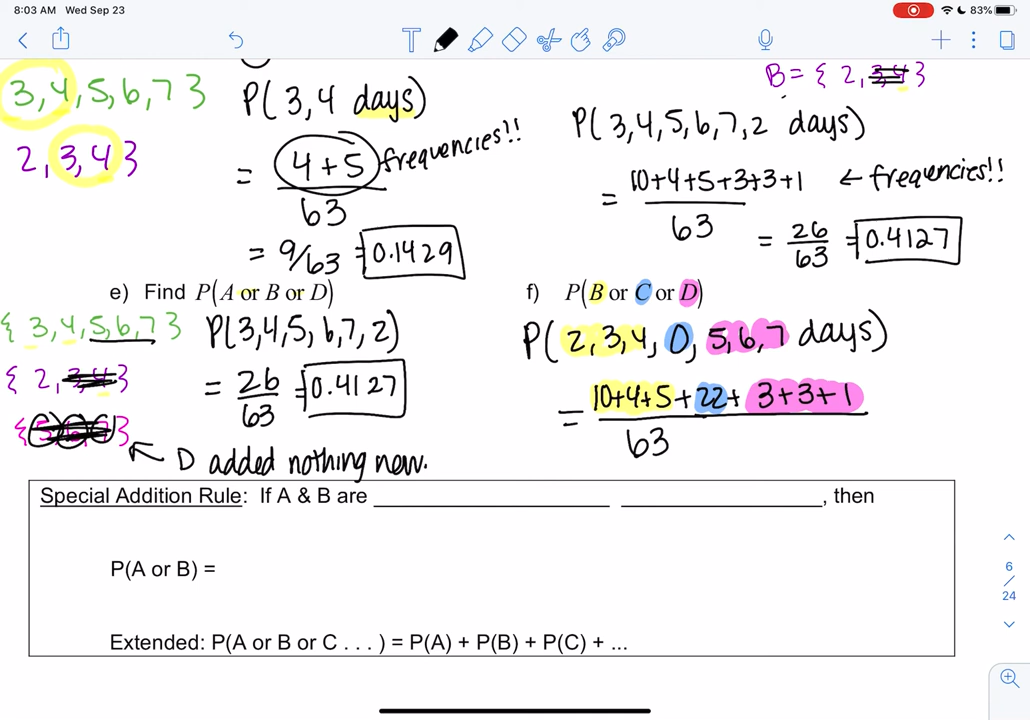 8:03 AM Wed Sep 23
83%
B = { 2, 3, 4 }
3, 4, 5, 6, 7 } P( 3, 4 days)
P( 3, 4, 5, 6, 7, 2 days)
2, 3, 4 }
= 4 + 5 frequencies!!
63
= 10+4+5+3+3+1 ← frequencies!!
63
= 9/63 = 0.1429
= 26 = 0.4127
63
e) Find P(A or B or D)
f) P(B or C or D)
{ 3, 4, 5, 6, 7 } P(3, 4, 5, 6, 7, 2)
P( 2, 3, 4, 0, 5, 6, 7 days)
{ 2, 3, 4 }
= 26 = 0.4127
63
= 10+4+5 + 22 + 3+3+1
63
{ 5, 6, 7 }
D added nothing new.
Special Addition Rule: If A & B are ____________________ ____________________, then
P(A or B) =
Extended: P(A or B or C . . . ) = P(A) + P(B) + P(C) + ...
6
/
24